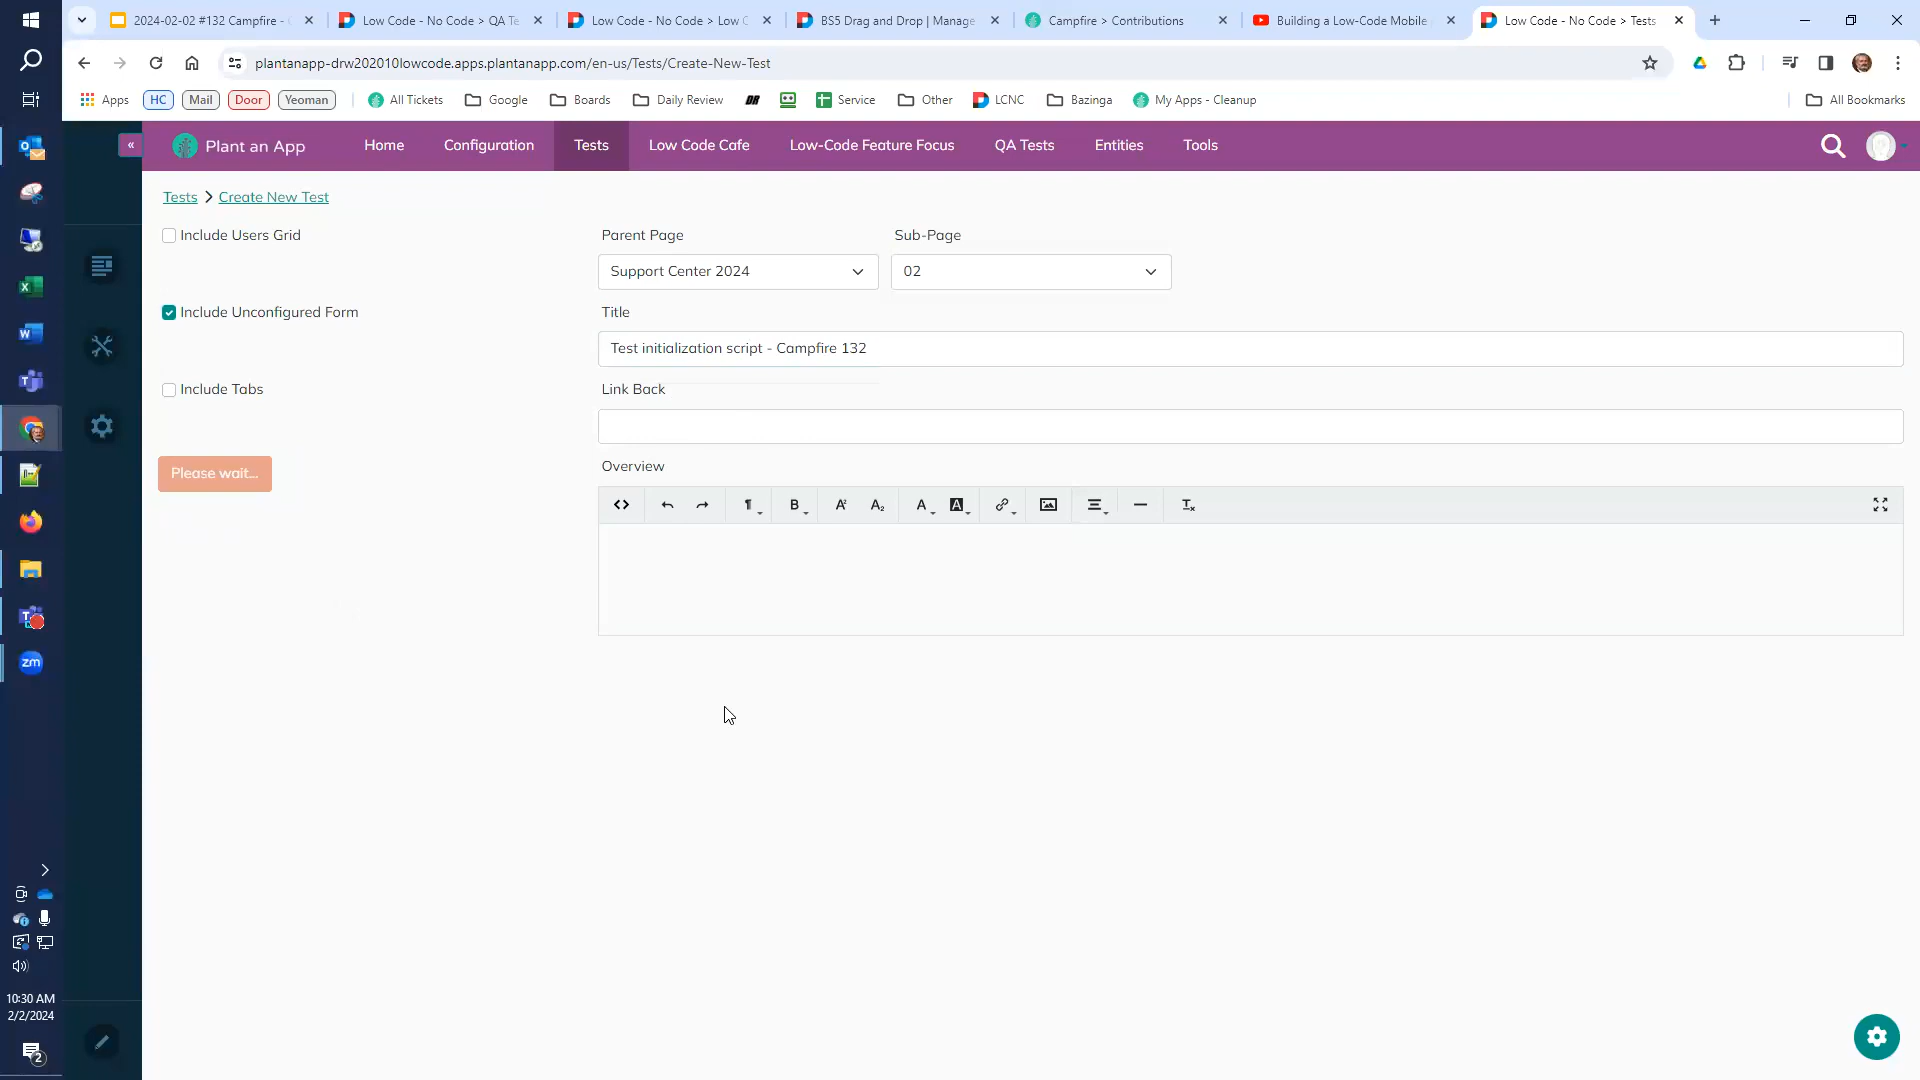 2024-02-02 #132 Campfire -
Low Code - No Code > QA Te
Low Code - No Code > Low C
BS5 Drag and Drop | Manage
Campfire > Contributions
Building a Low-Code Mobile
Low Code - No Code > Tests
plantanapp-drw202010lowcode.apps.plantanapp.com/en-us/Tests/Create-New-Test
Apps
HC
Mail
Door
Yeoman
All Tickets
Google
Boards
Daily Review
Service
Other
LCNC
Bazinga
My Apps - Cleanup
All Bookmarks
Plant an App
Home
Configuration
Tests
Low Code Cafe
Low-Code Feature Focus
QA Tests
Entities
Tools
Tests > Create New Test
Include Users Grid
Parent Page
Sub-Page
Support Center 2024
02
Include Unconfigured Form
Title
Test initialization script - Campfire 132
Include Tabs
Link Back
Please wait...
Overview
zm
10:30 AM
2/2/2024
2